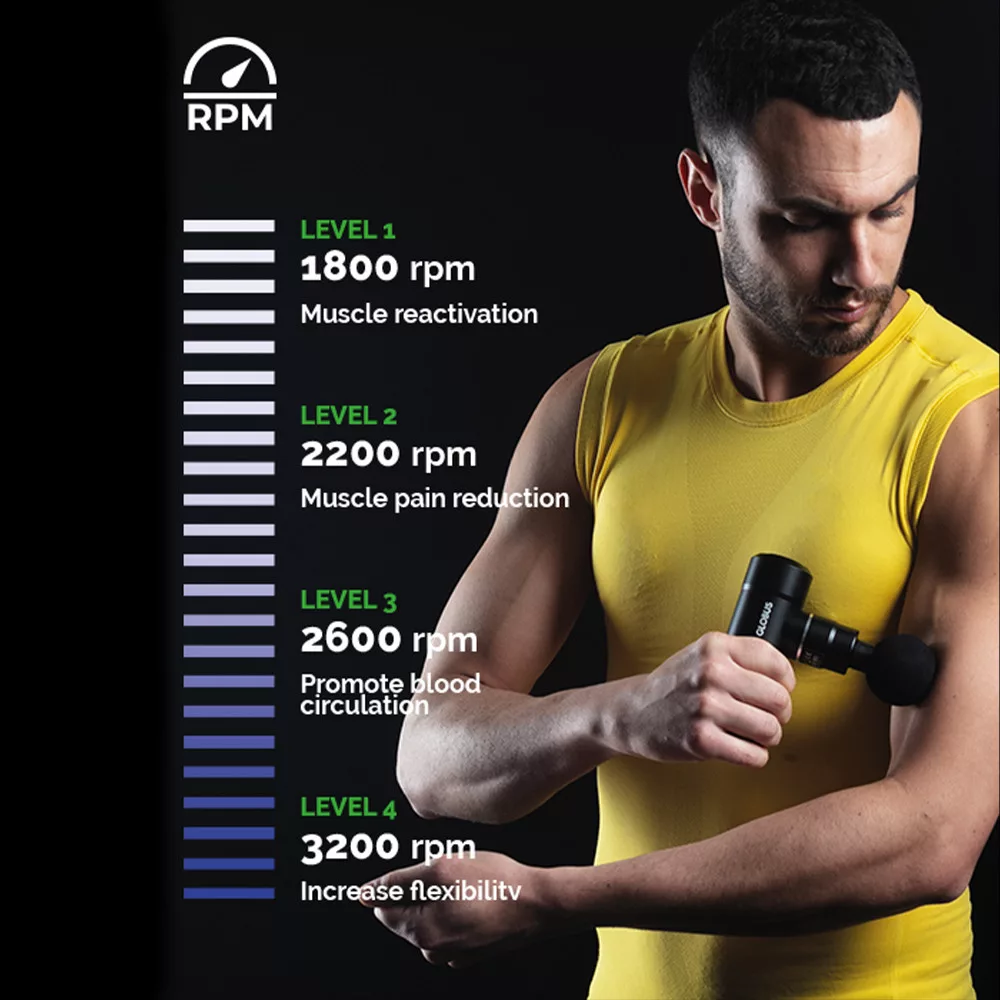 RPM
LEVEL 1
1800 rpm
Muscle reactivation
LEVEL 2
2200 rpm
Muscle pain reduction
LEVEL 3
2600 rpm
Promote blood
circulation
LEVEL 4
3200 rpm
Increase flexibility
GLOBUS